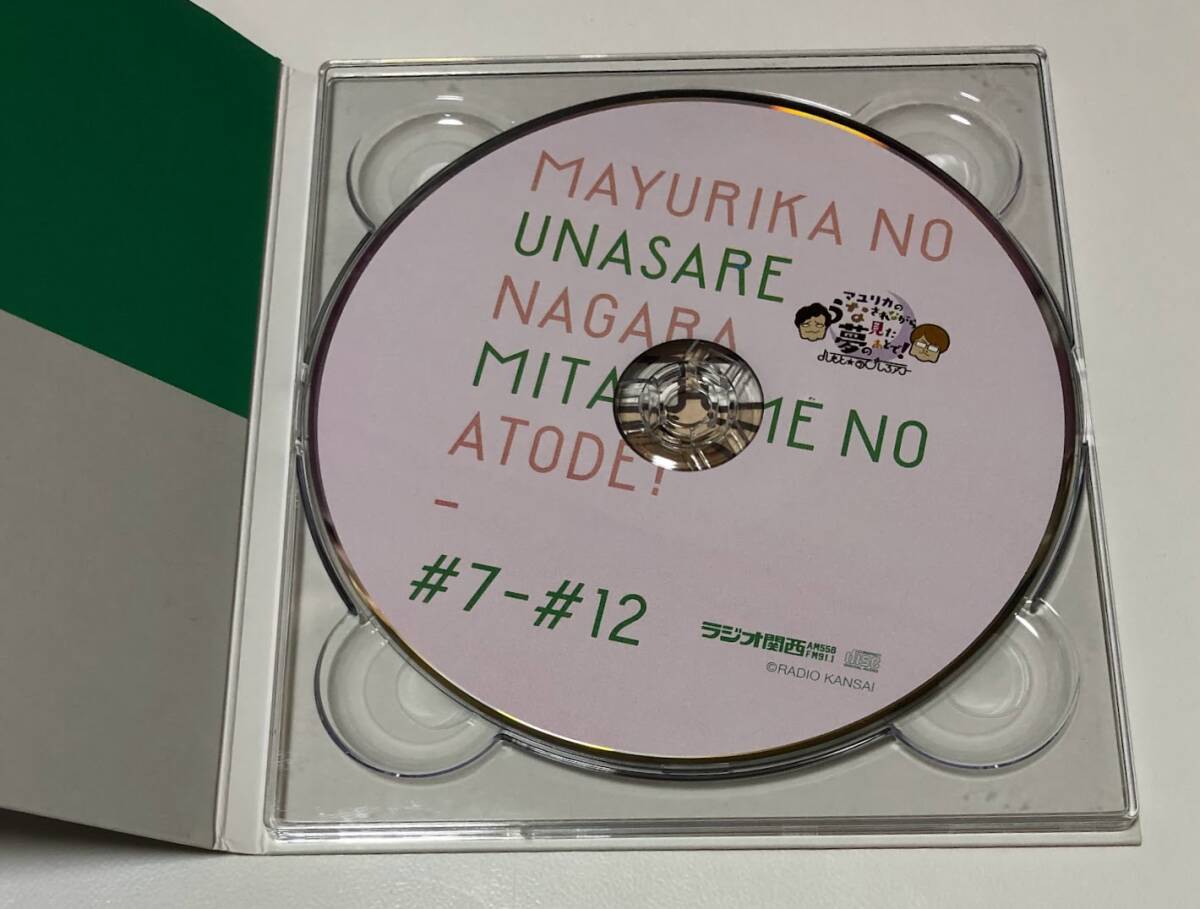 MAYURIKA NO
UNASARE
NAGARA
MITA ME NO
ATODE!
-
マユリカの
うなされながら
見た
夢の
あとで!
#7-#12
ラジオ関西 AM558
FM91.1
disc
©RADIO KANSAI